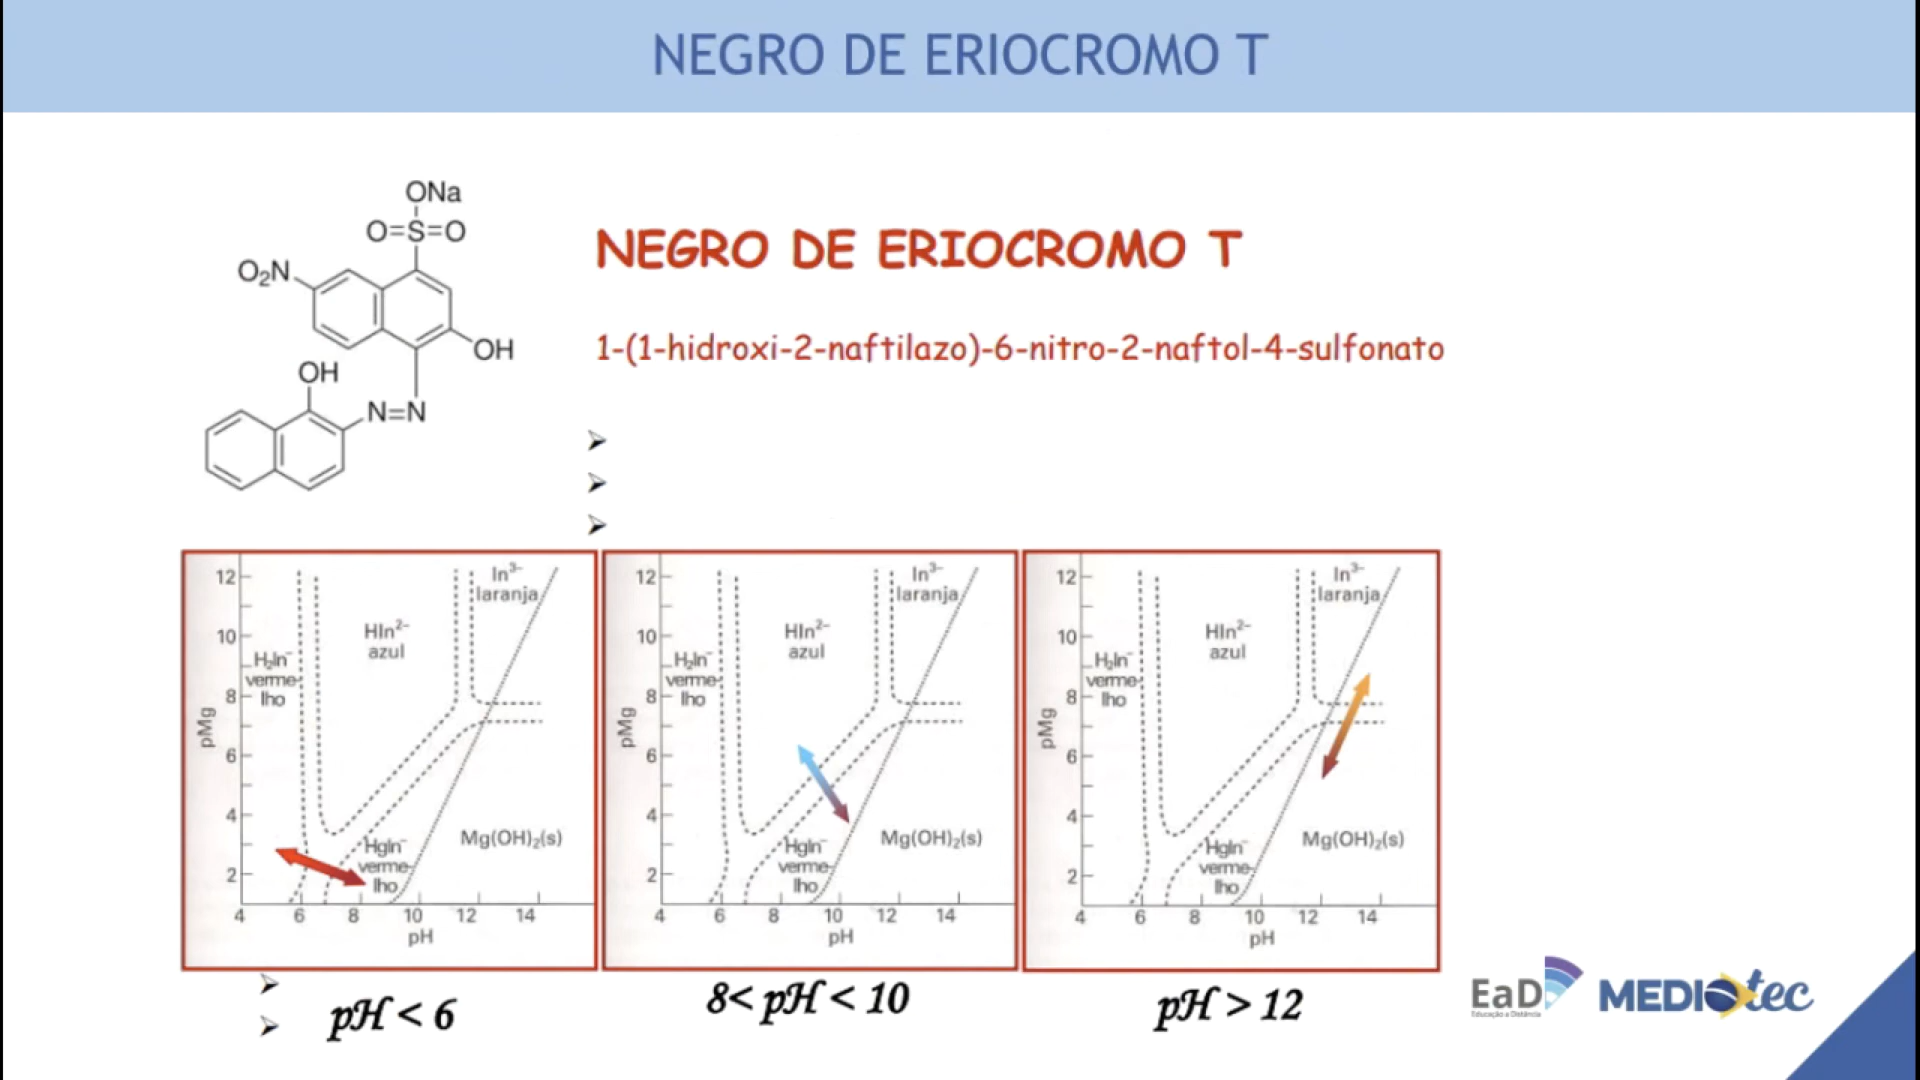 NEGRO DE ERIOCROMO T
ONa
O=S=O
O₂N
OH
OH
N=N
NEGRO DE ERIOCROMO T
1-(1-hidroxi-2-naftilazo)-6-nitro-2-naftol-4-sulfonato
12
10
8
6
4
2
pMg
4 6 8 10 12 14
pH
In³⁻
laranja
HIn²⁻
azul
H₂In⁻
verme-
lho
HgIn⁻
verme-
lho
Mg(OH)₂(s)
12
10
8
6
4
2
pMg
4 6 8 10 12 14
pH
In³⁻
laranja
HIn²⁻
azul
H₂In⁻
verme-
lho
HgIn⁻
verme-
lho
Mg(OH)₂(s)
12
10
8
6
4
2
pMg
4 6 8 10 12 14
pH
In³⁻
laranja
HIn²⁻
azul
H₂In⁻
verme-
lho
HgIn⁻
verme-
lho
Mg(OH)₂(s)
pH < 6
8< pH < 10
pH > 12
EaD
Educação a Distância
MEDIOtec